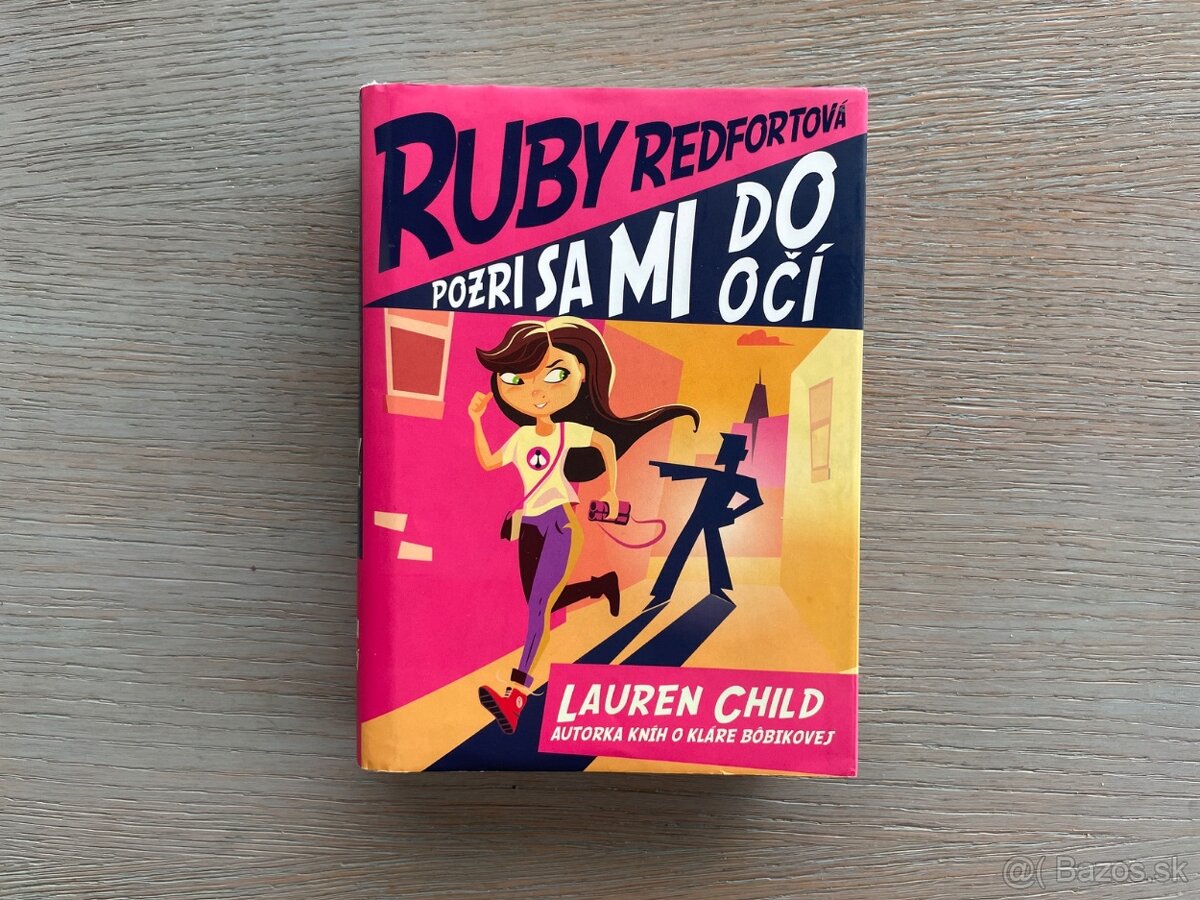 RUBY REDFORTOVÁ
POZRI SA MI DO
OČÍ
LAUREN CHILD
AUTORKA KNÍH O KLÁRE BÔBIKOVEJ
@( Bazos.sk